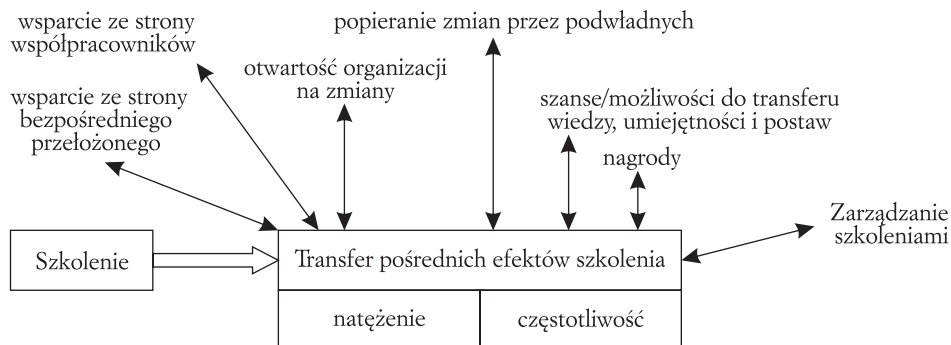 wsparcie ze strony
współpracowników
popieranie zmian przez podwładnych
otwartość organizacji
na zmiany
wsparcie ze strony
bezpośredniego
przełożonego
szanse/możliwości do transferu
wiedzy, umiejętności i postaw
nagrody
Zarządzanie
szkoleniami
Szkolenie
Transfer pośrednich efektów szkolenia
natężenie
częstotliwość